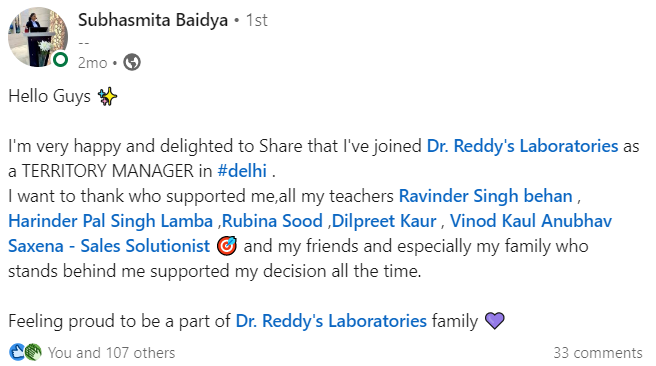 Subhasmita Baidya • 1st
--
2mo •
Hello Guys ✨
I'm very happy and delighted to Share that I've joined Dr. Reddy's Laboratories as
a TERRITORY MANAGER in #delhi .
I want to thank who supported me,all my teachers Ravinder Singh behan ,
Harinder Pal Singh Lamba ,Rubina Sood ,Dilpreet Kaur , Vinod Kaul Anubhav
Saxena - Sales Solutionist 🎯 and my friends and especially my family who
stands behind me supported my decision all the time.
Feeling proud to be a part of Dr. Reddy's Laboratories family 💜
You and 107 others 33 comments